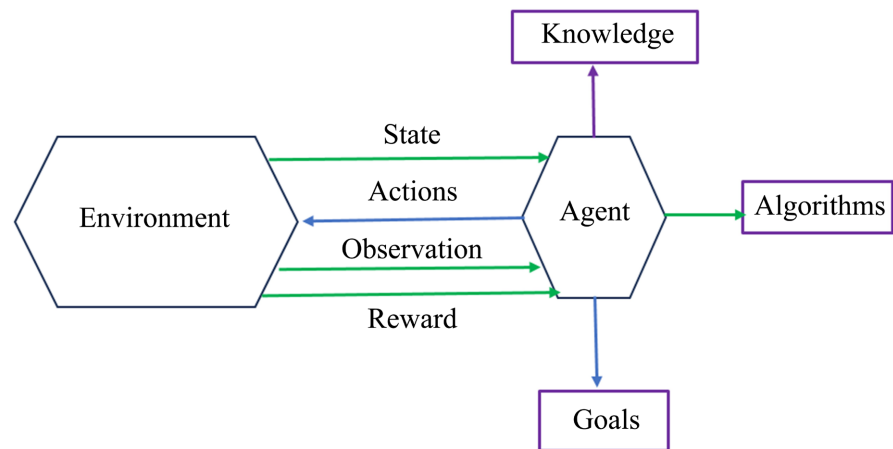 Knowledge
State
Actions
Environment
Agent
Algorithms
Observation
Reward
Goals